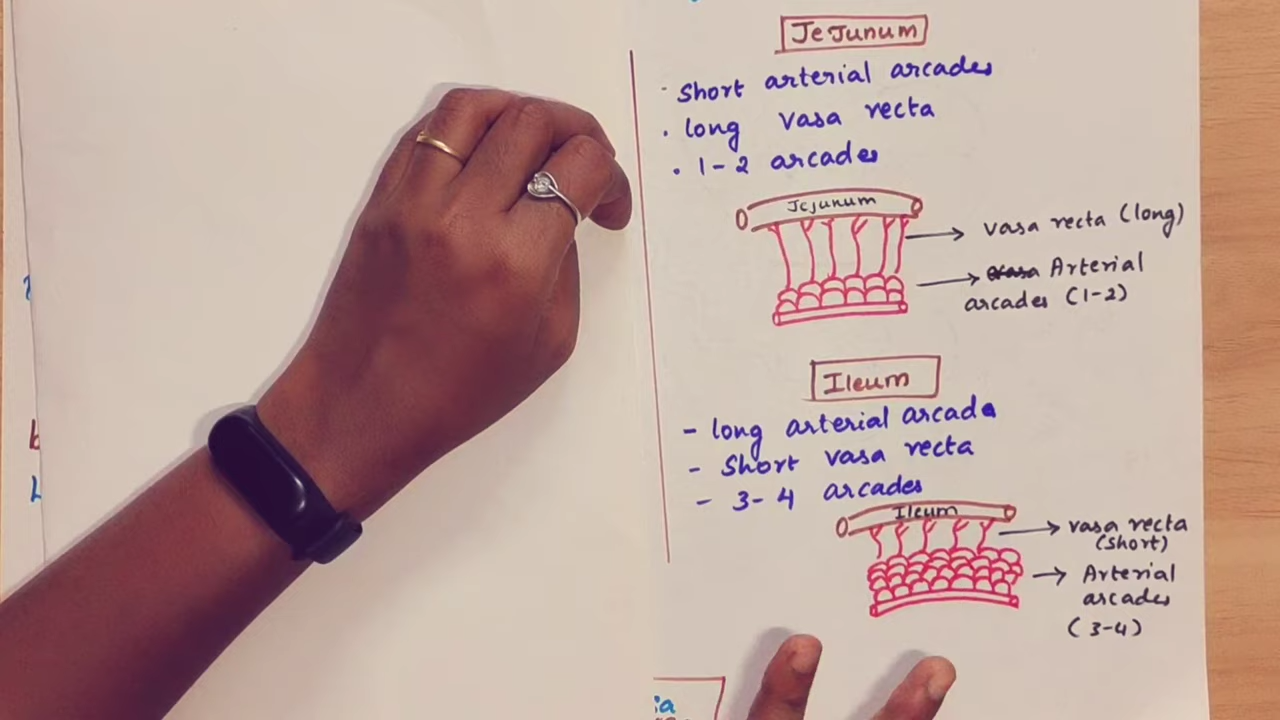 Jejunum
· Short arterial arcades
. long vasa recta
. 1-2 arcades
Jejunum
vasa recta (long)
Arterial
arcades (1-2)
Ileum
- long arterial arcade
- Short vasa recta
- 3-4 arcades
Ileum
vasa recta
(short)
Arterial
arcades
(3-4)